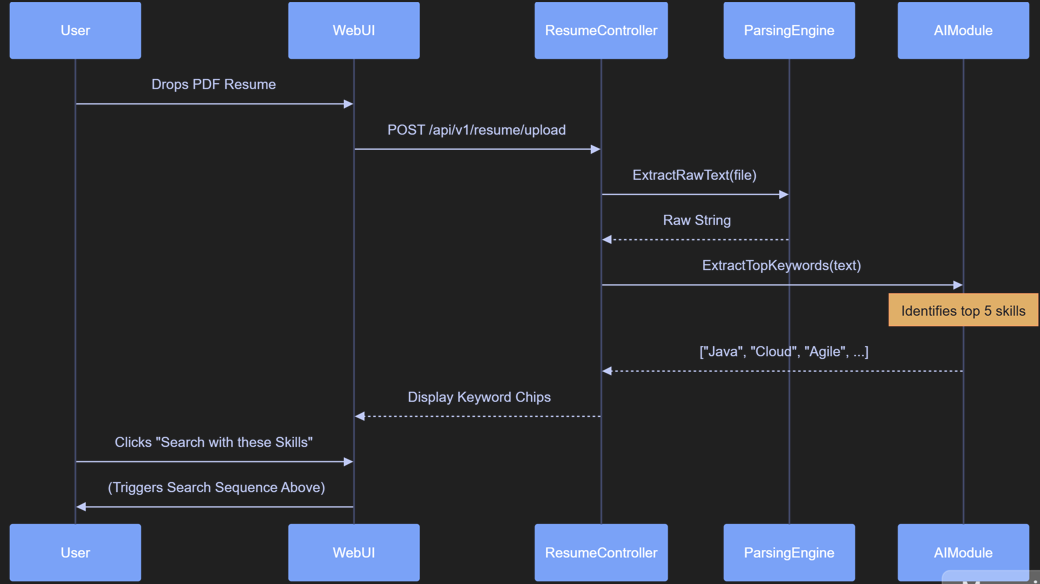 User
WebUI
ResumeController
ParsingEngine
AIModule
Drops PDF Resume
POST /api/v1/resume/upload
ExtractRawText(file)
Raw String
ExtractTopKeywords(text)
Identifies top 5 skills
["Java", "Cloud", "Agile", ...]
Display Keyword Chips
Clicks "Search with these Skills"
(Triggers Search Sequence Above)
User
WebUI
ResumeController
ParsingEngine
AIModule